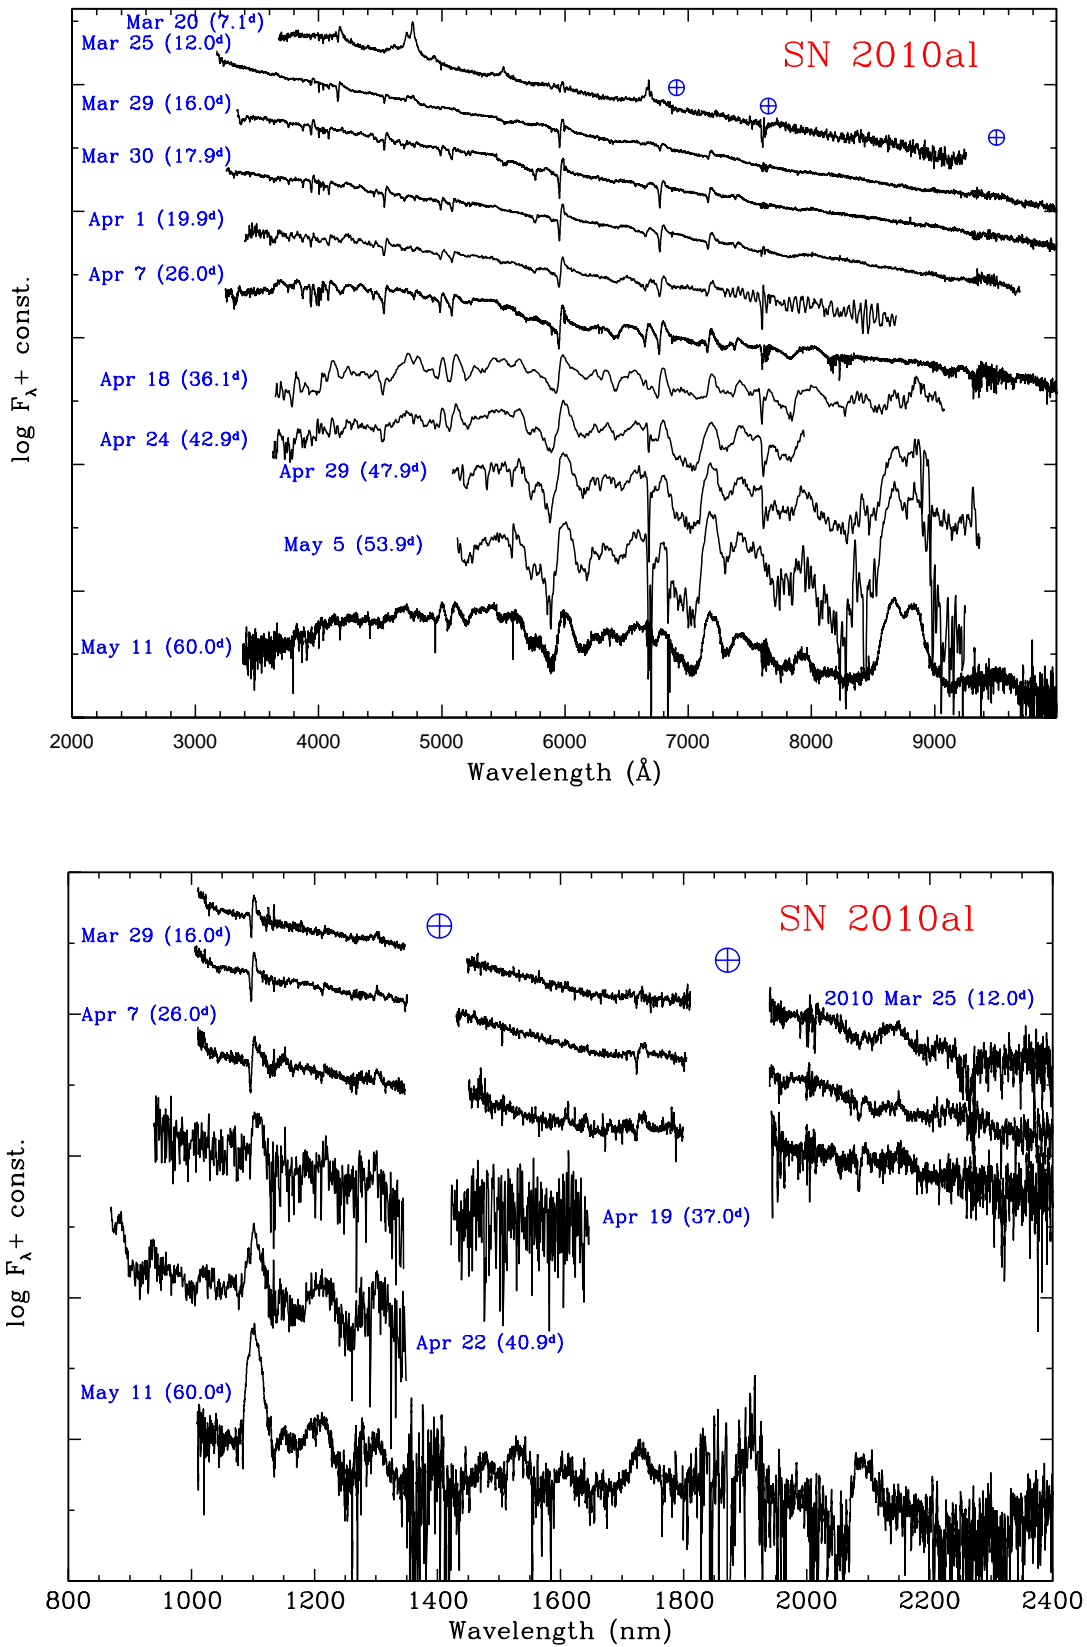 Mar 20 (7.1d)
SN 2010al
Mar 25 (12.0d)
Mar 29 (16.0d)
Mar 30 (17.9d)
Apr 1 (19.9d)
Apr 7 (26.0d)
Apr 18 (36.1d)
Apr 24 (42.9d)
Apr 29 (47.9d)
May 5 (53.9d)
May 11 (60.0d)
log Fλ + const.
2000 3000 4000 5000 6000 7000 8000 9000
Wavelength (Å)
SN 2010al
Mar 29 (16.0d)
2010 Mar 25 (12.0d)
Apr 7 (26.0d)
Apr 19 (37.0d)
Apr 22 (40.9d)
May 11 (60.0d)
log Fλ + const.
800 1000 1200 1400 1600 1800 2000 2200 2400
Wavelength (nm)